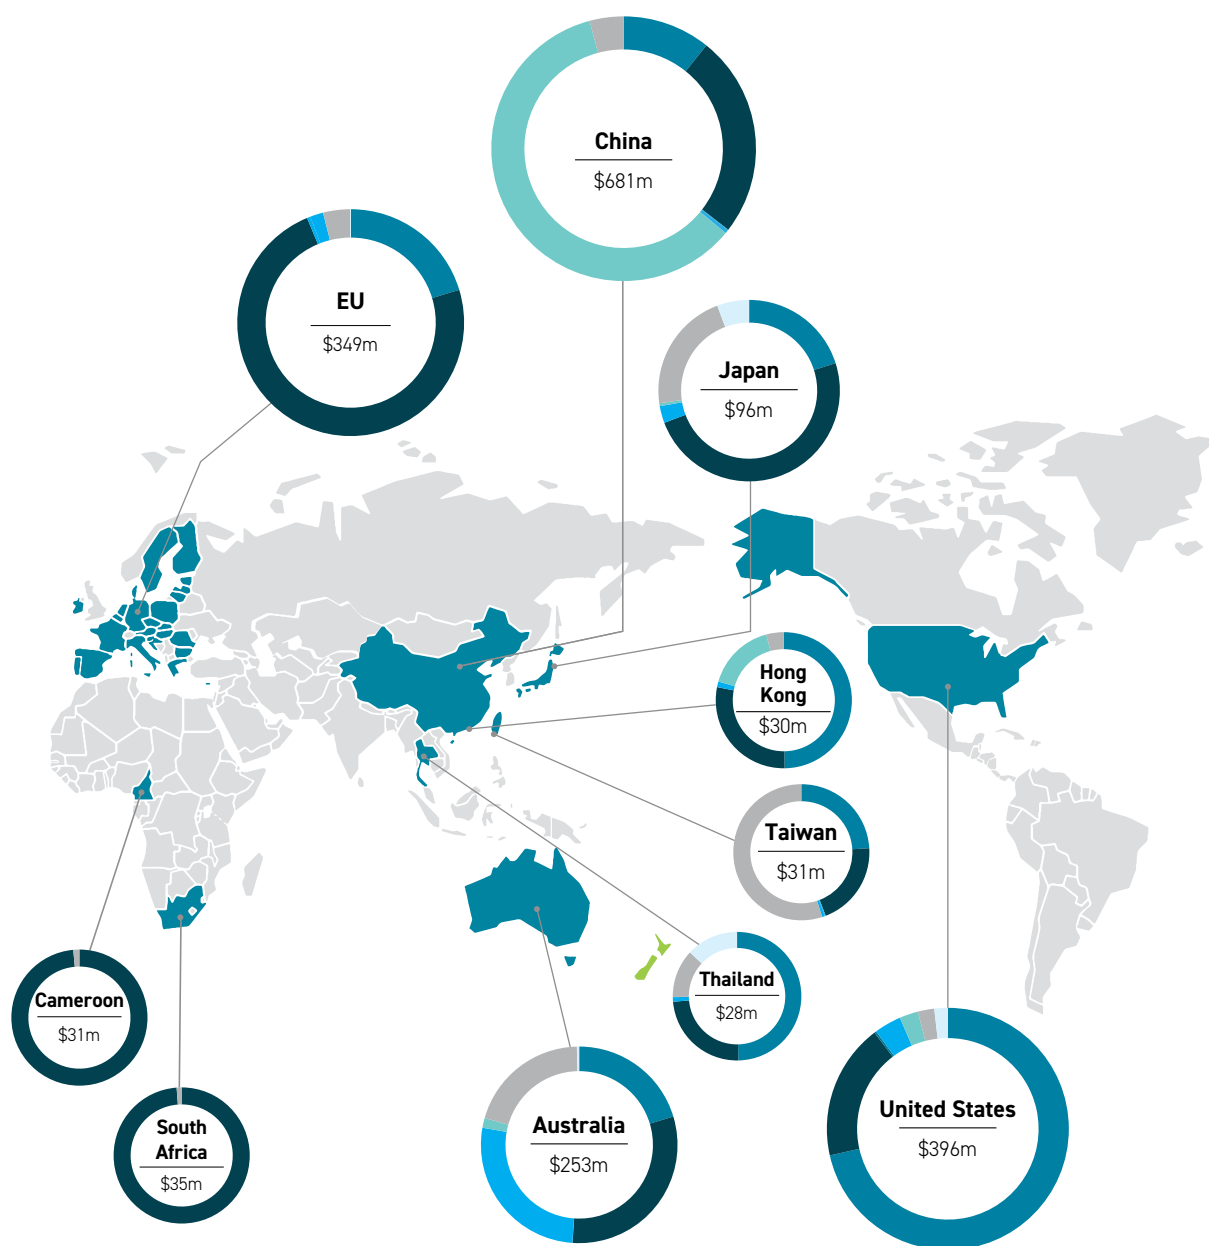 China
$681m
EU
$349m
Japan
$96m
Hong
Kong
$30m
Taiwan
$31m
Thailand
$28m
Cameroon
$31m
South
Africa
$35m
Australia
$253m
United States
$396m